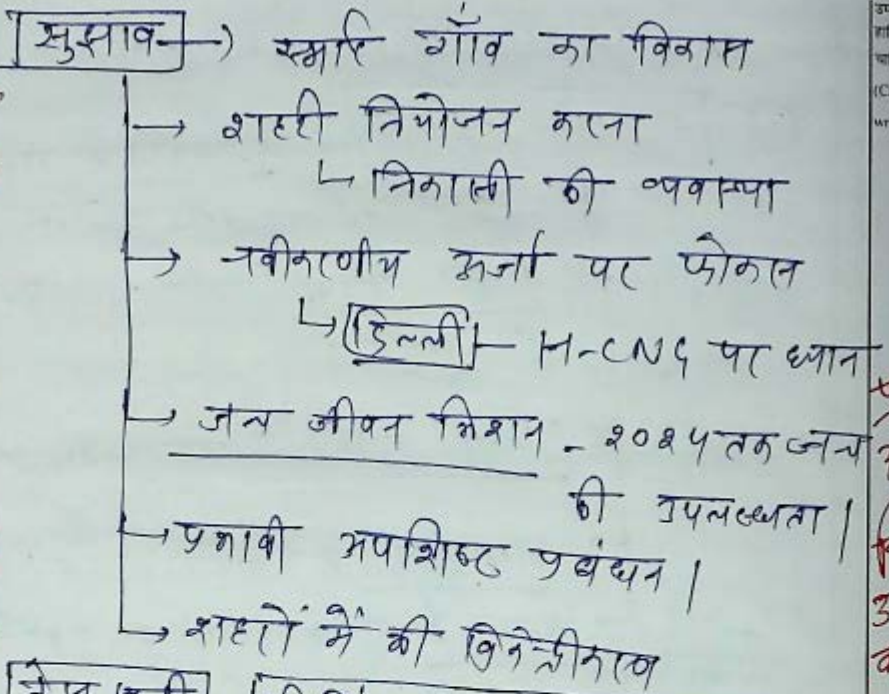 सुझाव → स्मार्ट गाँव का विकास
→ शहरी नियोजन करना
↳ निकासी की व्यवस्था
→ नवीकरणीय ऊर्जा पर फोकस
↳ दिल्ली - H-CNG पर ध्यान
→ जल जीवन मिशन - २०२५ तक जल
की उपलब्धता |
→ प्रभावी अपशिष्ट प्रबंधन |
→ शहरों में की विकेन्द्रीकरण